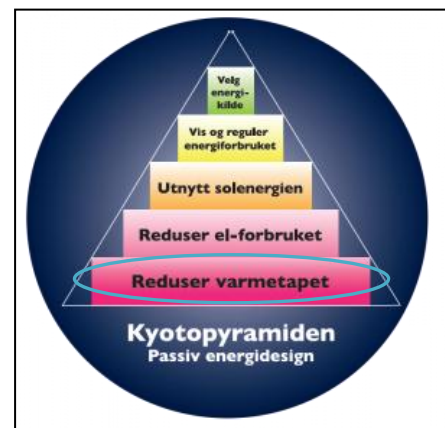 Velg
energi-
kilde
Vis og reguler
energiforbruket
Utnytt solenergien
Reduser el-forbruket
Reduser varmetapet
Kyotopyramiden
Passiv energidesign